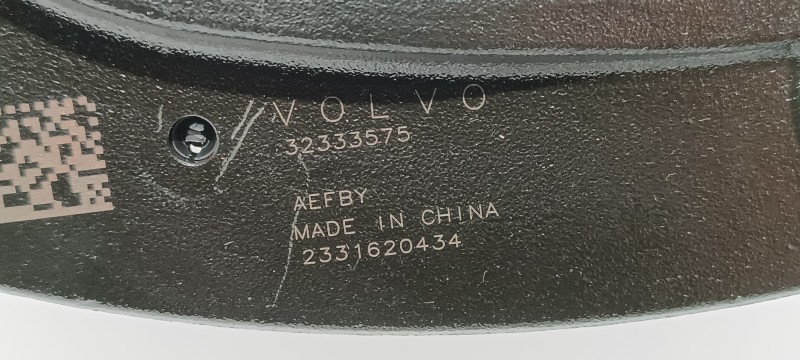 VOLVO
32333575
AEFBY
MADE IN CHINA
2331620434